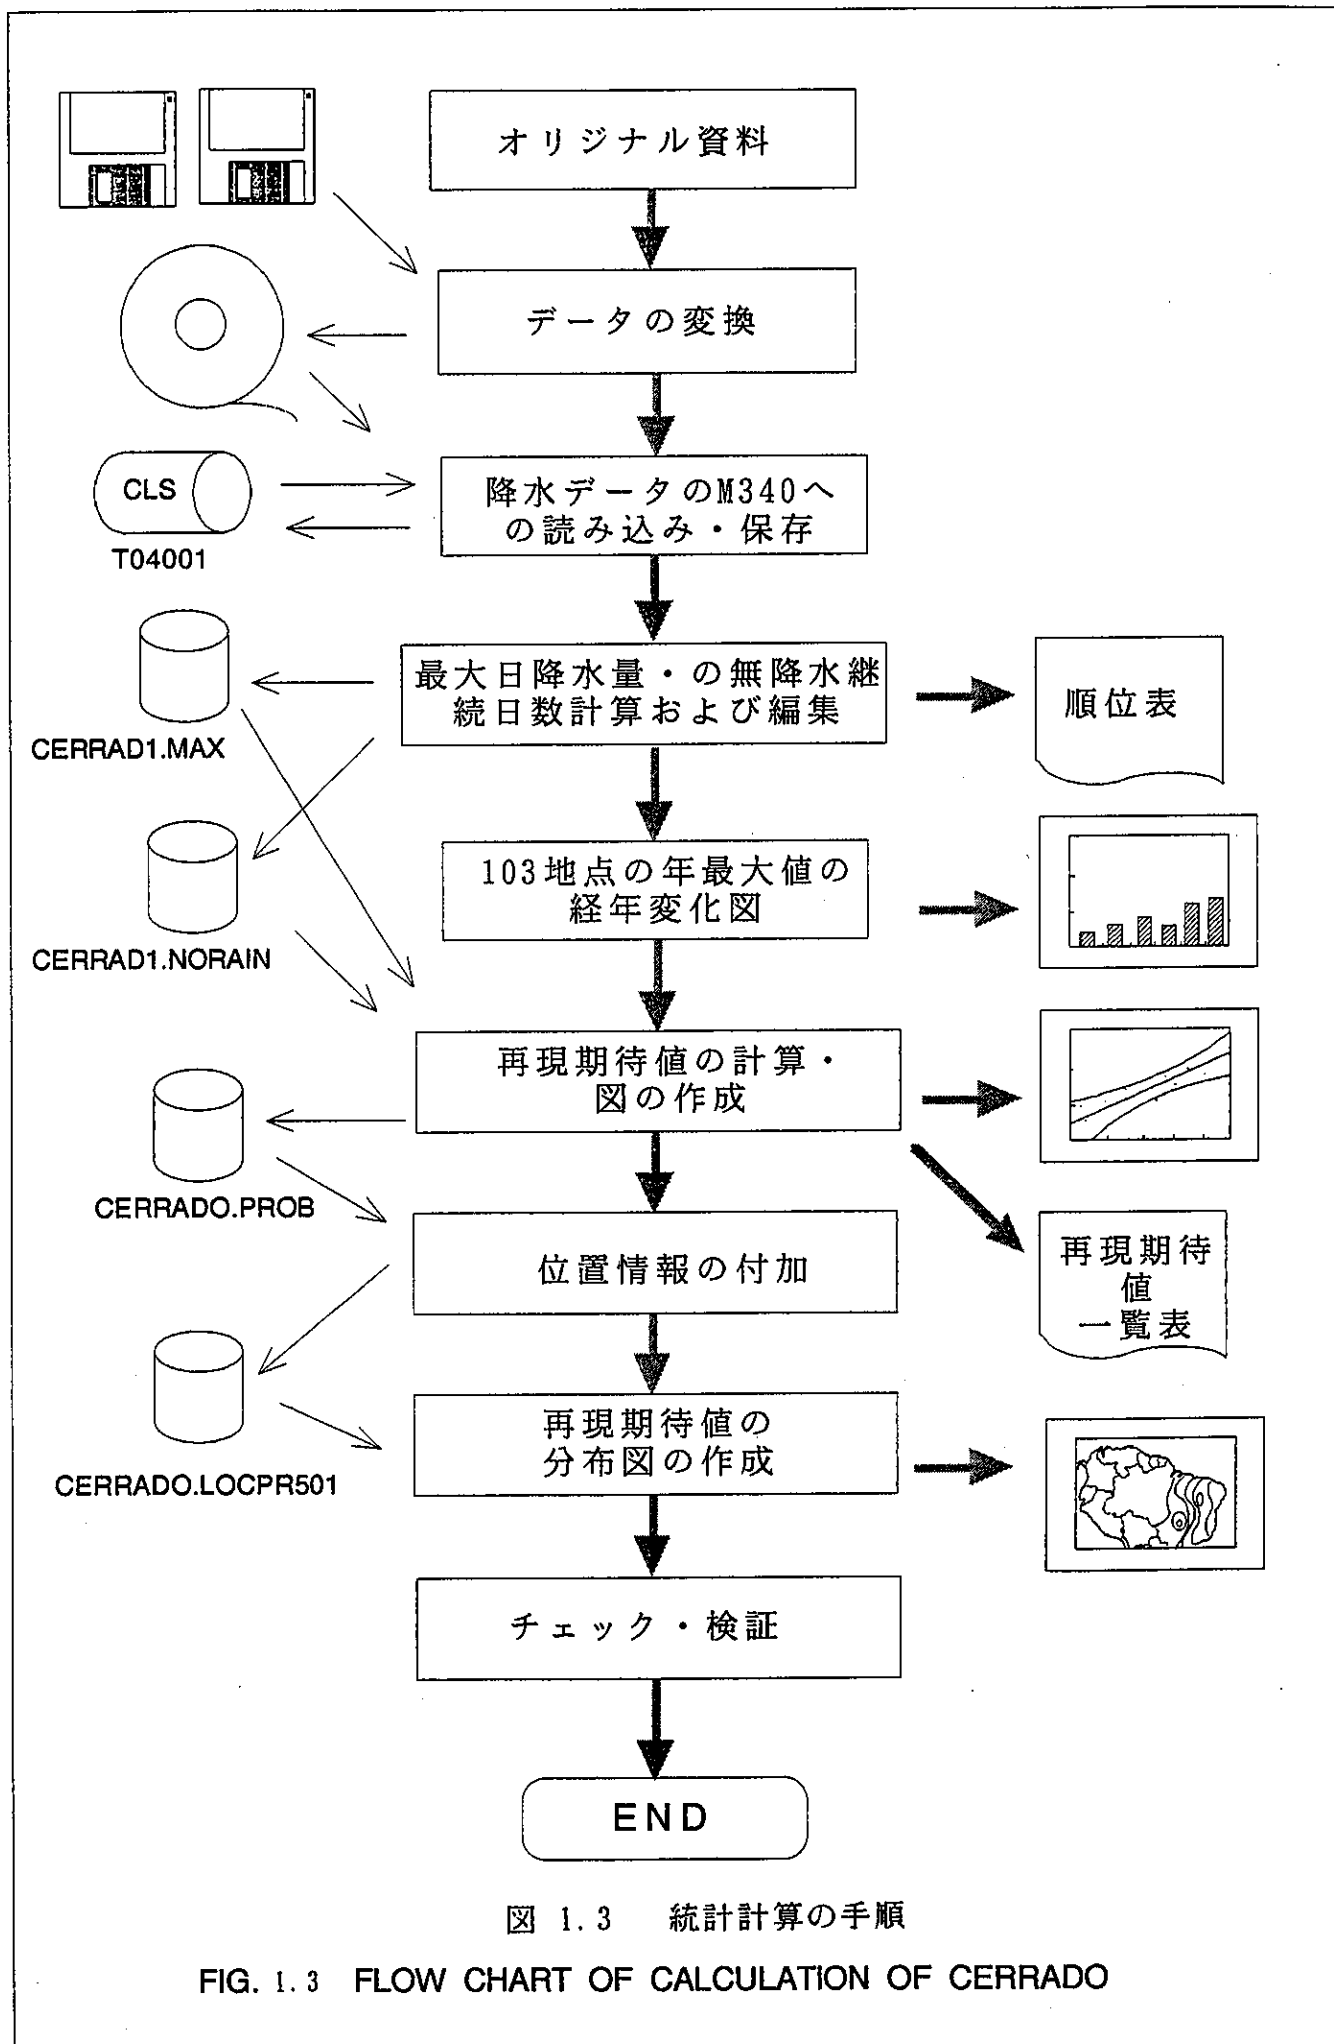 オリジナル資料
データの変換
CLS
T04001
降水データのM340へ
の読み込み・保存
CERRAD1.MAX
最大日降水量・の無降水継
続日数計算および編集
順位表
CERRAD1.NORAIN
103地点の年最大値の
経年変化図
再現期待値の計算・
図の作成
CERRADO.PROB
位置情報の付加
再現期待
値
一覧表
CERRADO.LOCPR501
再現期待値の
分布図の作成
チェック・検証
END
図 1.3 統計計算の手順
FIG. 1.3 FLOW CHART OF CALCULATION OF CERRADO